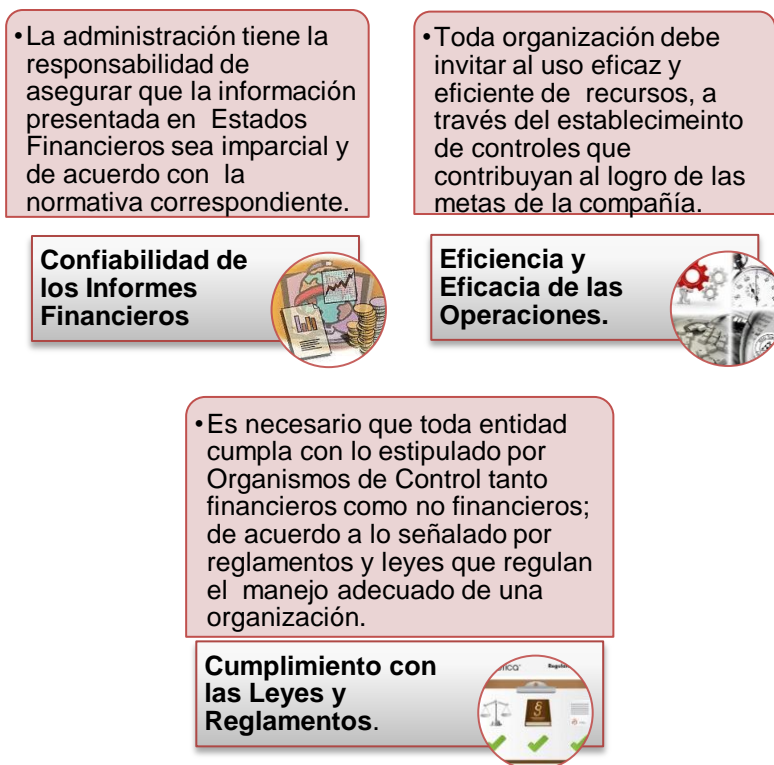 •La administración tiene la
responsabilidad de
asegurar que la información
presentada en Estados
Financieros sea imparcial y
de acuerdo con la
normativa correspondiente.
Confiabilidad de
los Informes
Financieros
•Toda organización debe
invitar al uso eficaz y
eficiente de recursos, a
través del establecimeinto
de controles que
contribuyan al logro de las
metas de la compañía.
Eficiencia y
Eficacia de las
Operaciones.
•Es necesario que toda entidad
cumpla con lo estipulado por
Organismos de Control tanto
financieros como no financieros;
de acuerdo a lo señalado por
reglamentos y leyes que regulan
el manejo adecuado de una
organización.
Cumplimiento con
las Leyes y
Reglamentos.
§